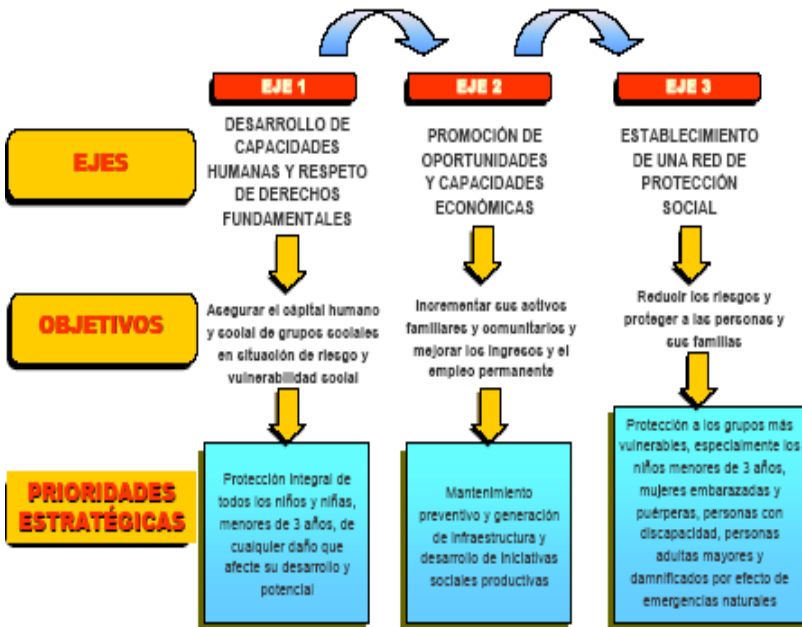 EJE 1
EJE 2
EJE 3
EJES
DESARROLLO DE
CAPACIDADES
HUMANAS Y RESPETO
DE DERECHOS
FUNDAMENTALES
PROMOCIÓN DE
OPORTUNIDADES
Y CAPACIDADES
ECONÓMICAS
ESTABLECIMIENTO
DE UNA RED DE
PROTECCIÓN
SOCIAL
OBJETIVOS
Asegurar el cápital humano
y social de grupos sociales
en situación de riesgo y
vulnerabilidad social
Incrementar sus activos
familiares y comunitarios y
mejorar los ingresos y el
empleo permanente
Reducir los riesgos y
proteger a las personas y
sus familias
PRIORIDADES
ESTRATÉGICAS
Protección integral de
todos los niños y niñas,
menores de 3 años, de
cualquier daño que
afecte su desarrollo y
potencial
Mantenimiento
preventivo y generación
de infraestructura y
desarrollo de iniciativas
sociales productivas
Protección a los grupos más
vulnerables, especialmente los
niños menores de 3 años,
mujeres embarazadas y
puérperas, personas con
discapacidad, personas
adultas mayores y
damnificados por efecto de
emergencias naturales